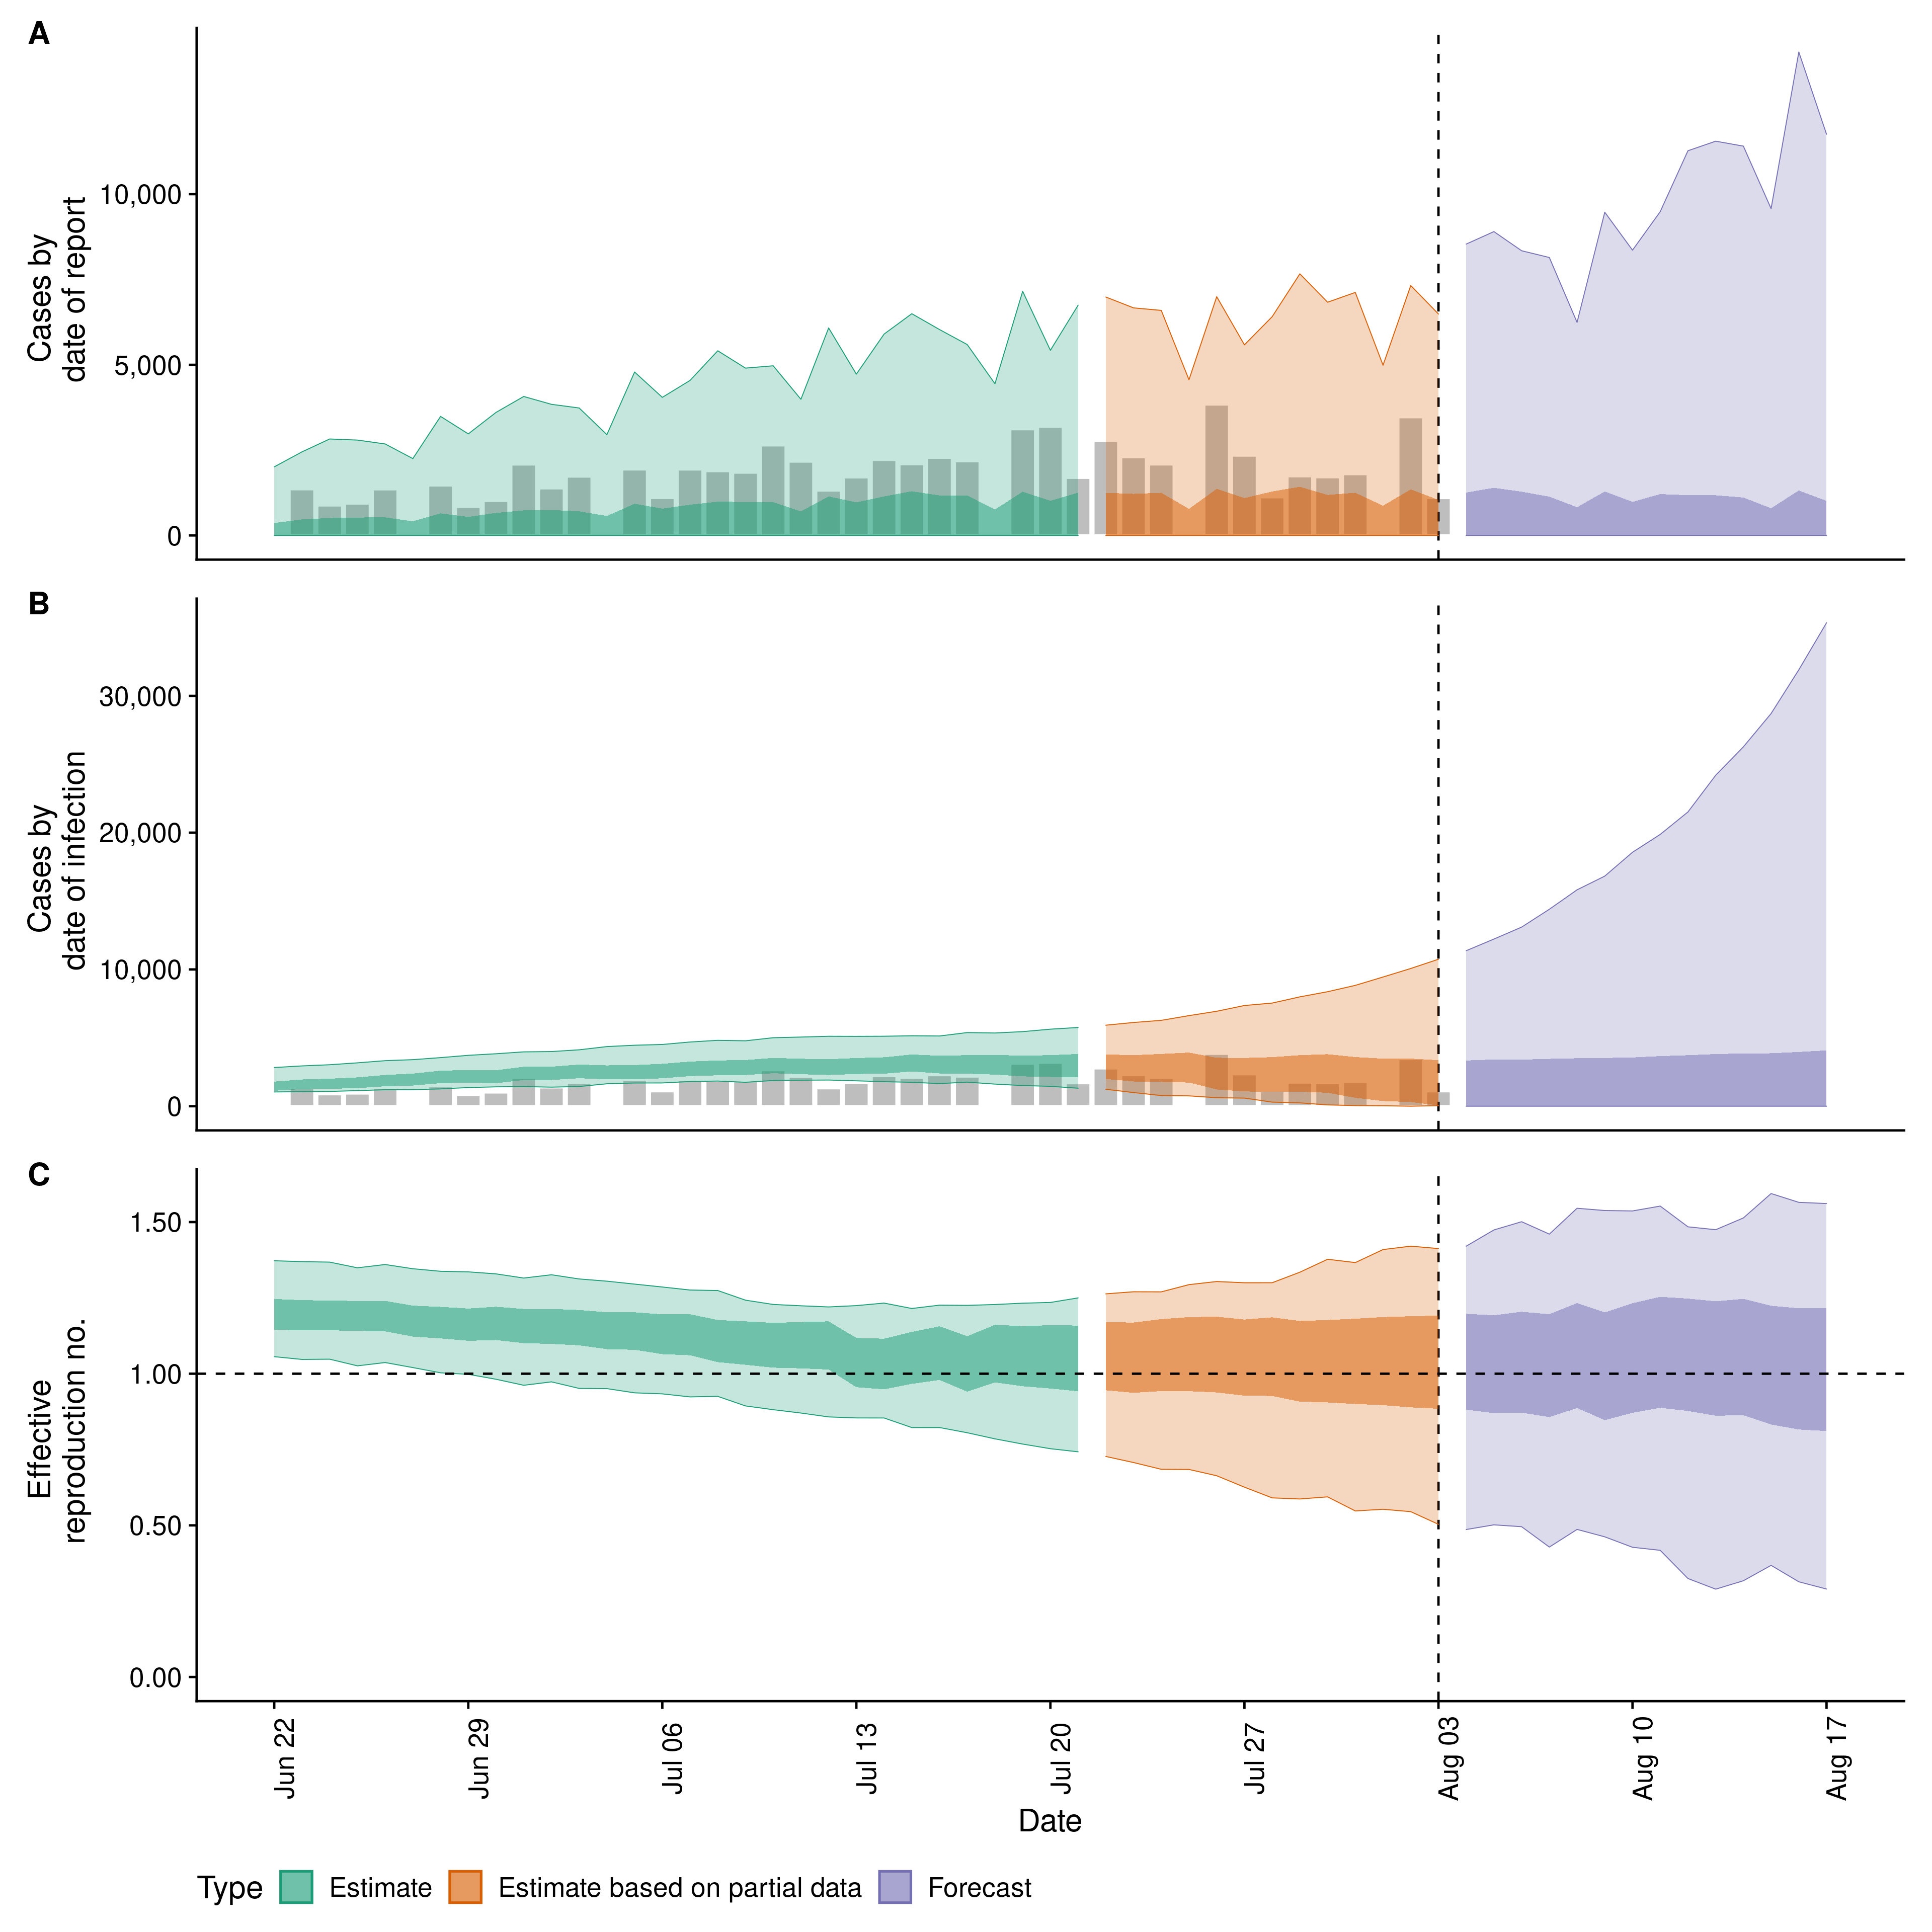 A
Cases by
date of report
10,000
5,000
0
B
Cases by
date of infection
30,000
20,000
10,000
0
C
Effective
reproduction no.
1.50
1.00
0.50
0.00
Jun 22
Jun 29
Jul 06
Jul 13
Jul 20
Jul 27
Aug 03
Aug 10
Aug 17
Date
Type Estimate Estimate based on partial data Forecast